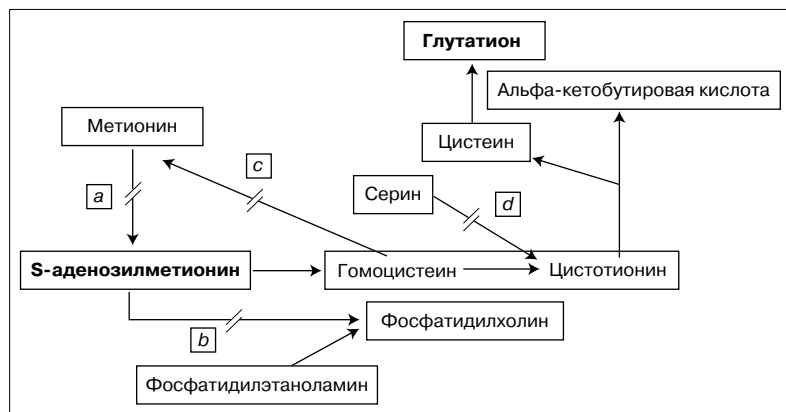 Глутатион
Альфа-кетобутировая кислота
Метионин
Цистеин
c
a
Серин
d
S-аденозилметионин
Гомоцистеин
Цистотионин
Фосфатидилхолин
b
Фосфатидилэтаноламин